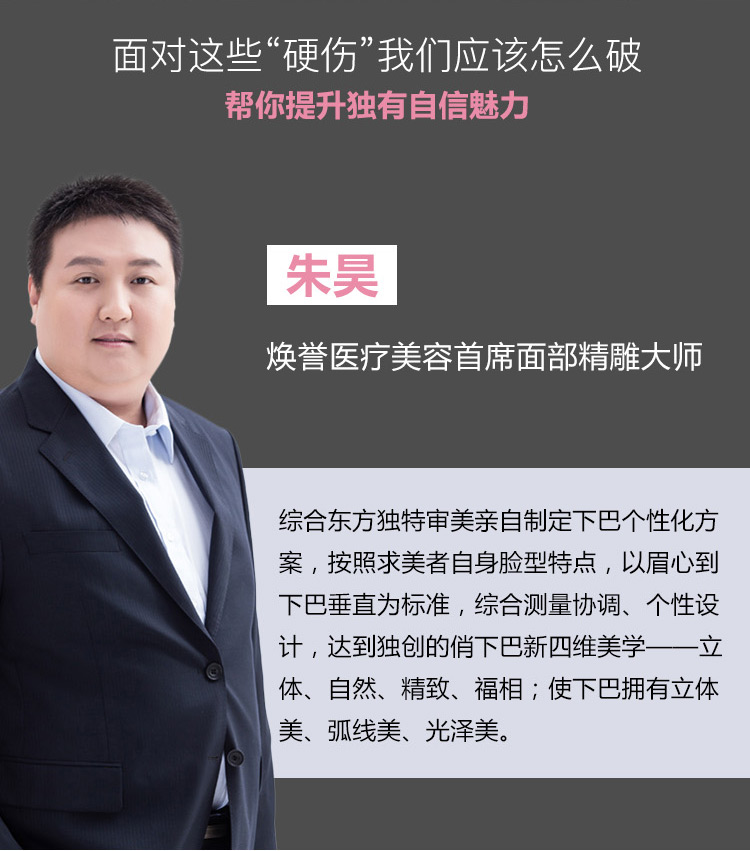 面对这些“硬伤”我们应该怎么破
帮你提升独有自信魅力
朱昊
焕誉医疗美容首席面部精雕大师
综合东方独特审美亲自制定下巴个性化方
案，按照求美者自身脸型特点，以眉心到
下巴垂直为标准，综合测量协调、个性设
计，达到独创的俏下巴新四维美学——立
体、自然、精致、福相；使下巴拥有立体
美、弧线美、光泽美。